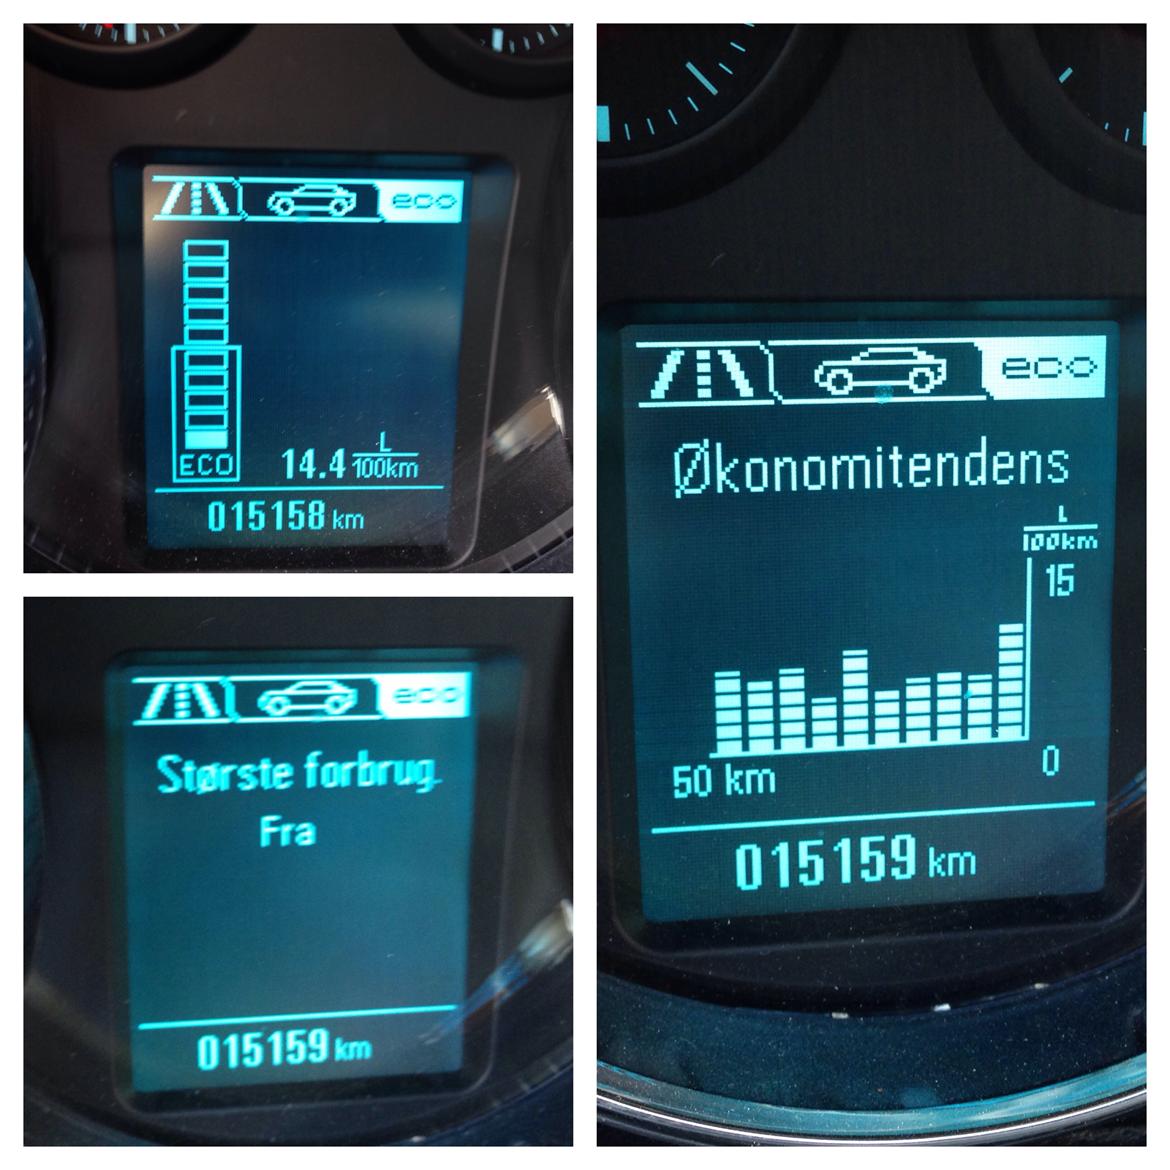 eco
ECO
14.4 L/100km
015158 km
eco
Største forbrug.
Fra
015159 km
eco
Økonomitendens
L/100km
15
0
50 km
015159 km